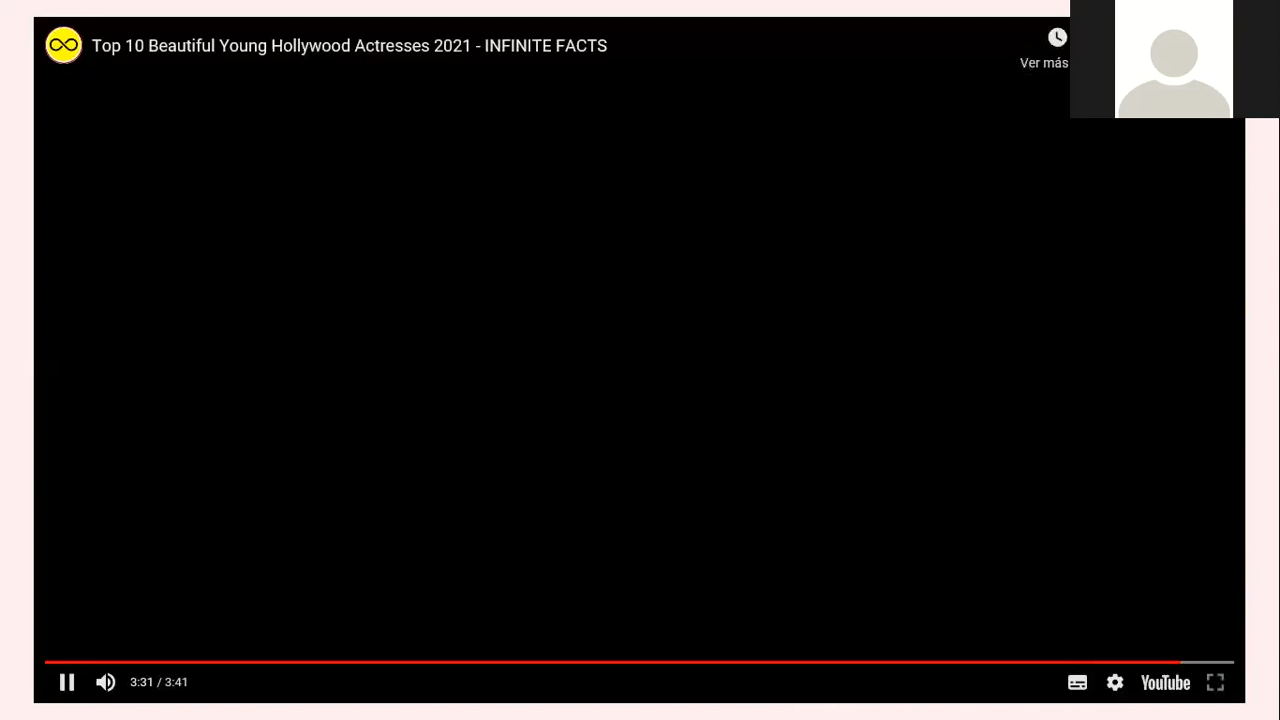 Top 10 Beautiful Young Hollywood Actresses 2021 - INFINITE FACTS
Ver más
3:31 / 3:41
YouTube